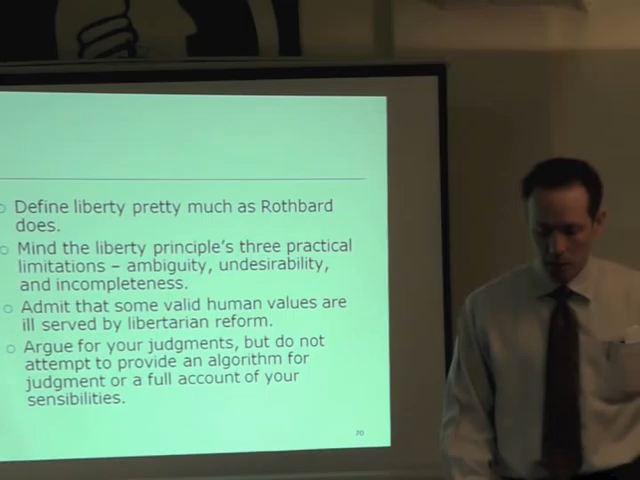 Define liberty pretty much as Rothbard
does.
Mind the liberty principle's three practical
limitations – ambiguity, undesirability,
and incompleteness.
Admit that some valid human values are
ill served by libertarian reform.
Argue for your judgments, but do not
attempt to provide an algorithm for
judgment or a full account of your
sensibilities.
70